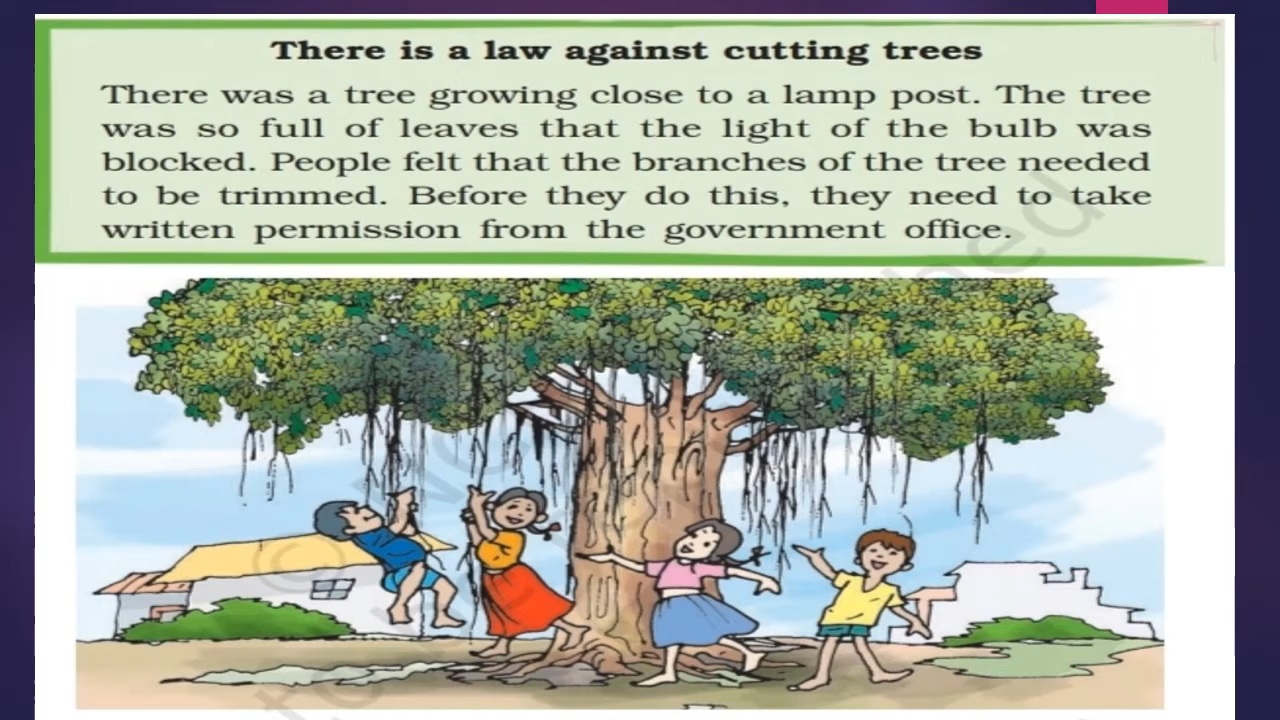 There is a law against cutting trees
There was a tree growing close to a lamp post. The tree
was so full of leaves that the light of the bulb was
blocked. People felt that the branches of the tree needed
to be trimmed. Before they do this, they need to take
written permission from the government office.